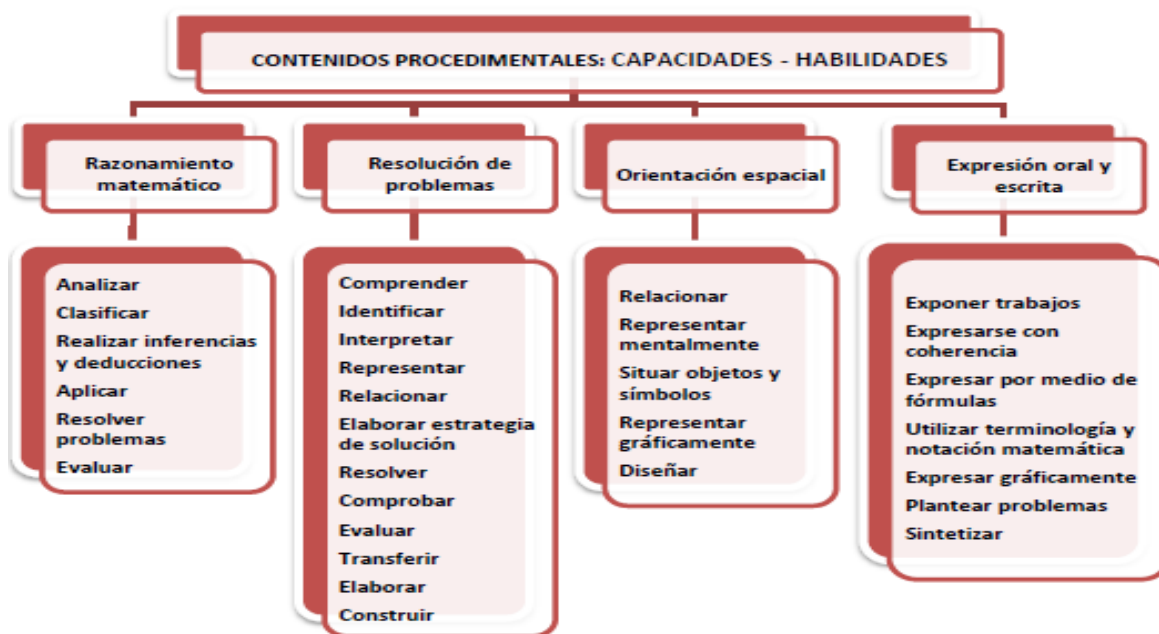 CONTENIDOS PROCEDIMENTALES: CAPACIDADES - HABILIDADES
Razonamiento
matemático
Analizar
Clasificar
Realizar inferencias
y deducciones
Aplicar
Resolver
problemas
Evaluar
Resolución de
problemas
Comprender
Identificar
Interpretar
Representar
Relacionar
Elaborar estrategia
de solución
Resolver
Comprobar
Evaluar
Transferir
Elaborar
Construir
Orientación espacial
Relacionar
Representar
mentalmente
Situar objetos y
símbolos
Representar
gráficamente
Diseñar
Expresión oral y
escrita
Exponer trabajos
Expresarse con
coherencia
Expresar por medio de
fórmulas
Utilizar terminología y
notación matemática
Expresar gráficamente
Plantear problemas
Sintetizar